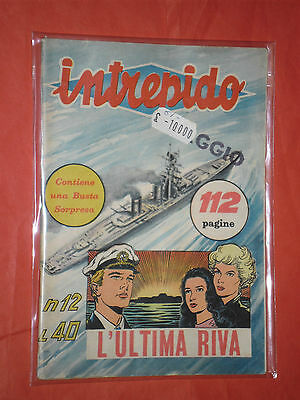 intrepido
£ -10000
GGIO
Contiene
una Busta
Sorpresa
112
pagine
n 12
L 40
L'ULTIMA RIVA